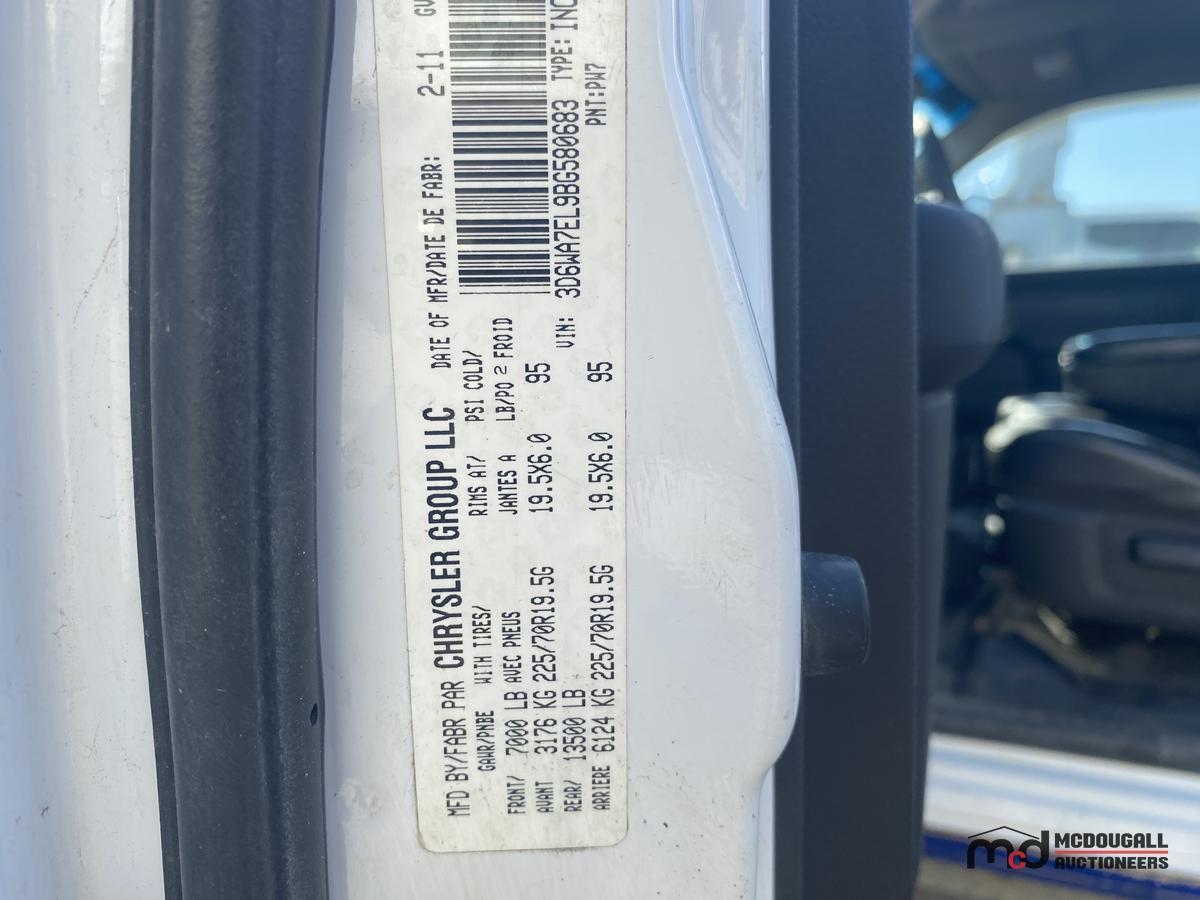 MFD BY/FABR PAR CHRYSLER GROUP LLC DATE OF MFR/DATE DE FABR: 2-11 GV
GAWR/PNBE WITH TIRES/ RIMS AT/ PSI COLD/
FRONT/ 7000 LB AVEC PNEUS JANTES A LB/PO 2 FROID
AVANT 3176 KG 225/70R19.5G 19.5X6.0 95
REAR/ 13500 LB VIN: 3D6WA7EL9BG580683 TYPE: INC
ARRIERE 6124 KG 225/70R19.5G 19.5X6.0 95 PNT:PW7
mcd MCDOUGALL
AUCTIONEERS